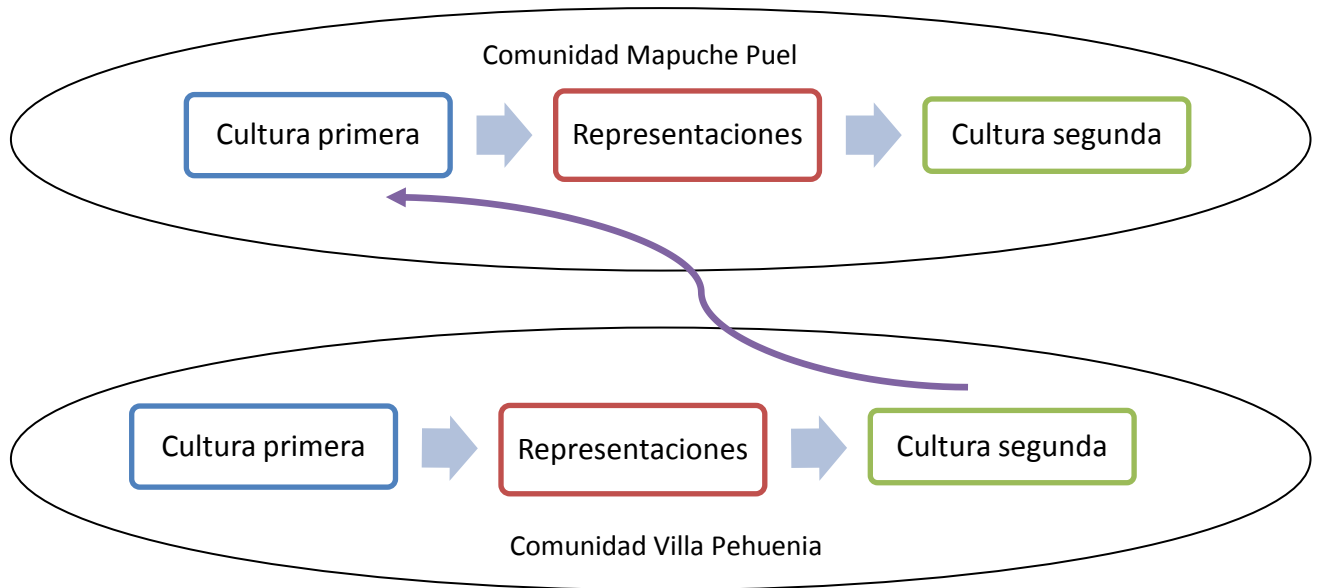 Comunidad Mapuche Puel
Cultura primera
Representaciones
Cultura segunda
Cultura primera
Representaciones
Cultura segunda
Comunidad Villa Pehuenia